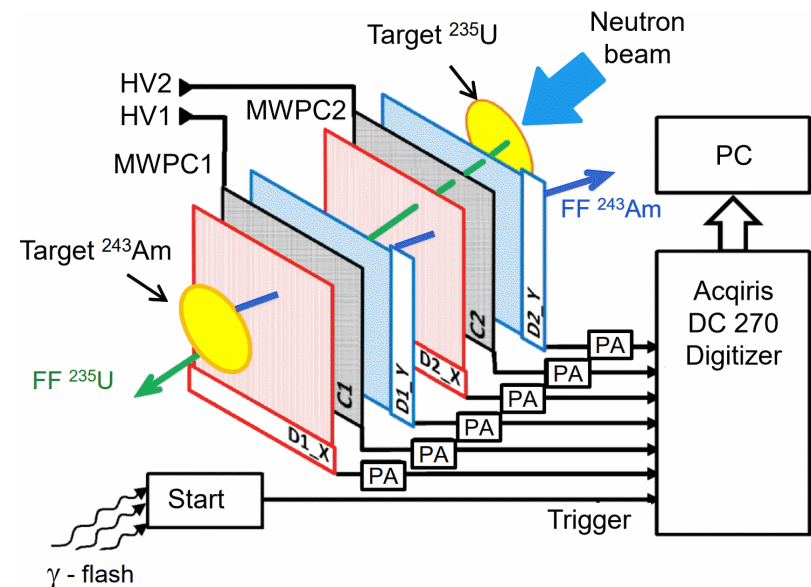 Target ²³⁵U
Neutron
beam
HV2
HV1
MWPC2
MWPC1
PC
FF ²⁴³Am
Target ²⁴³Am
Acqiris
DC 270
Digitizer
D2_Y
C2
PA
PA
D2_X
PA
FF ²³⁵U
D1_Y
C1
PA
D1_X
PA
PA
Start
Trigger
γ - flash